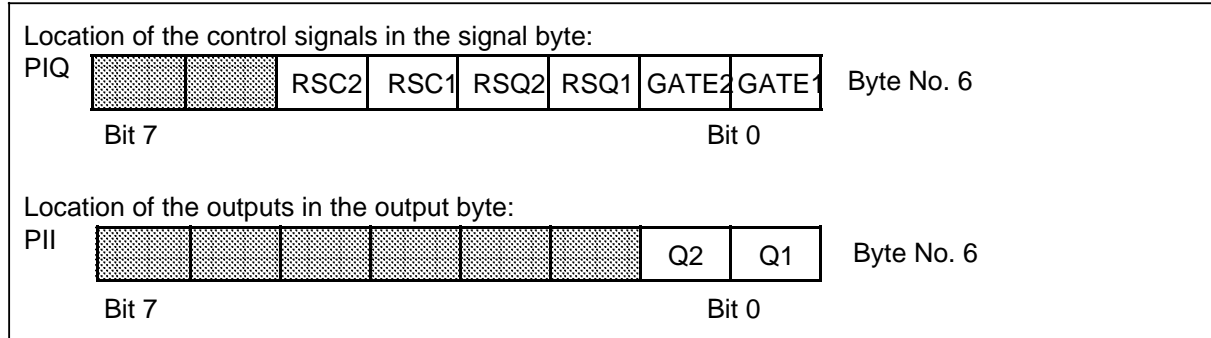 Location of the control signals in the signal byte:
PIQ RSC2 RSC1 RSQ2 RSQ1 GATE2 GATE1 Byte No. 6
Bit 7 Bit 0
Location of the outputs in the output byte:
PII Q2 Q1 Byte No. 6
Bit 7 Bit 0